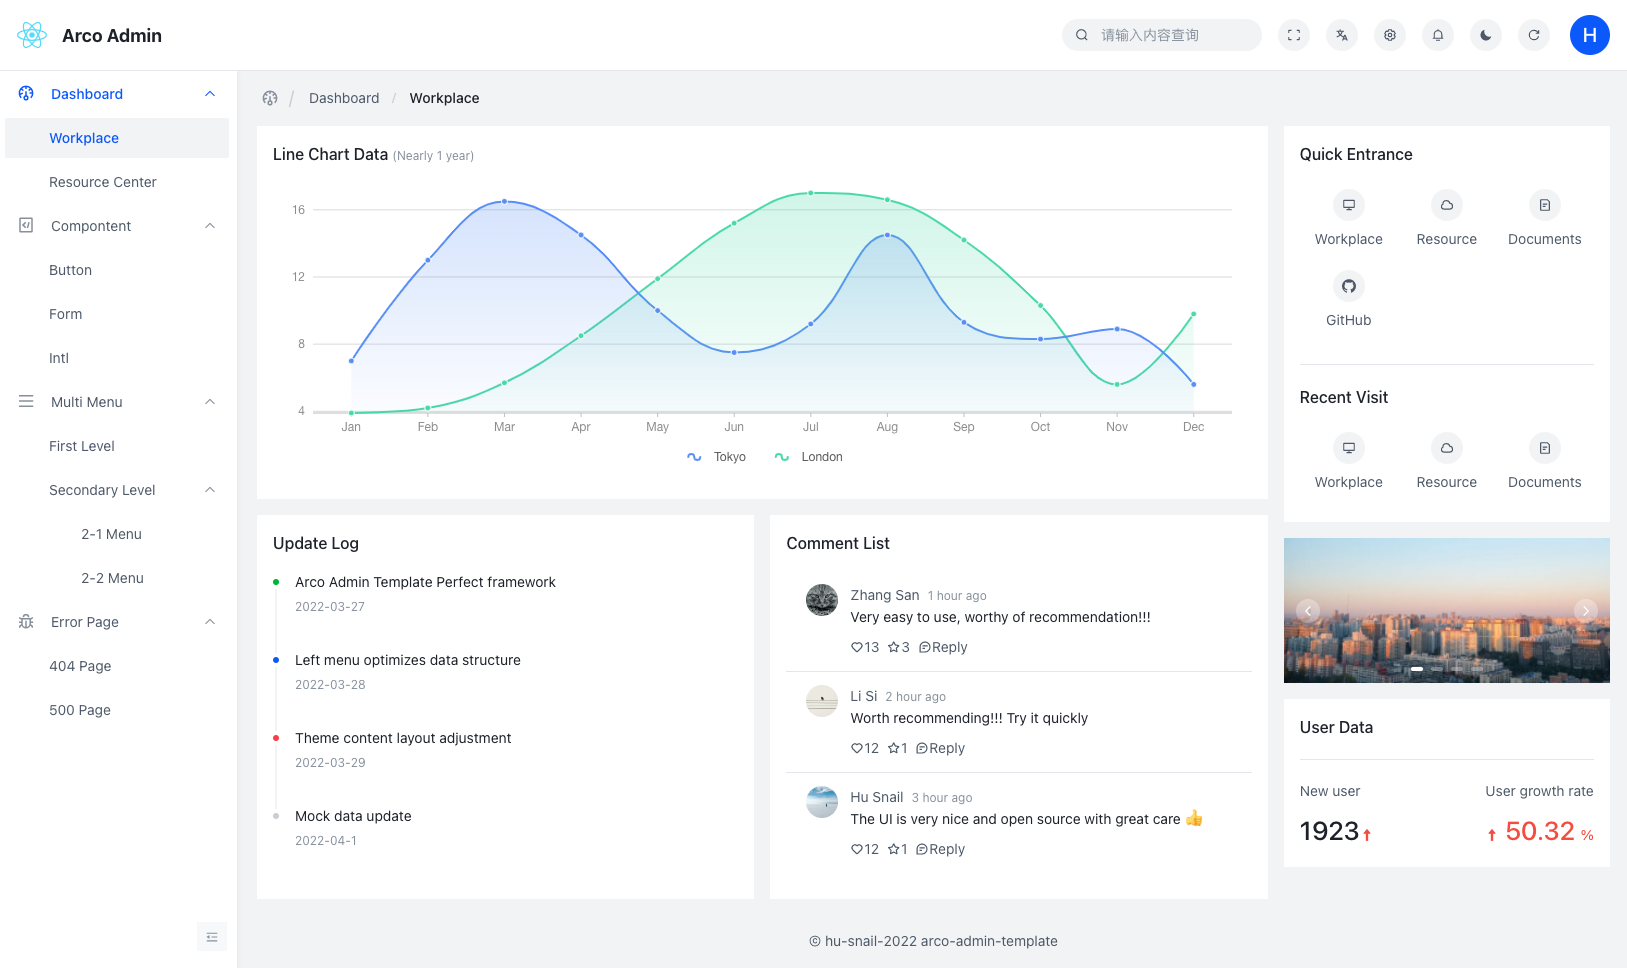 Arco Admin
请输入内容查询
H
Dashboard
Workplace
Resource Center
Compontent
Button
Form
Intl
Multi Menu
First Level
Secondary Level
2-1 Menu
2-2 Menu
Error Page
404 Page
500 Page
/ Dashboard / Workplace
Line Chart Data (Nearly 1 year)
16
12
8
4
Jan Feb Mar Apr May Jun Jul Aug Sep Oct Nov Dec
Tokyo London
Update Log
Arco Admin Template Perfect framework
2022-03-27
Left menu optimizes data structure
2022-03-28
Theme content layout adjustment
2022-03-29
Mock data update
2022-04-1
Comment List
Zhang San 1 hour ago
Very easy to use, worthy of recommendation!!!
13 3 Reply
Li Si 2 hour ago
Worth recommending!!! Try it quickly
12 1 Reply
Hu Snail 3 hour ago
The UI is very nice and open source with great care 👍
12 1 Reply
Quick Entrance
Workplace Resource Documents
GitHub
Recent Visit
Workplace Resource Documents
User Data
New user User growth rate
1923 50.32 %
© hu-snail-2022 arco-admin-template